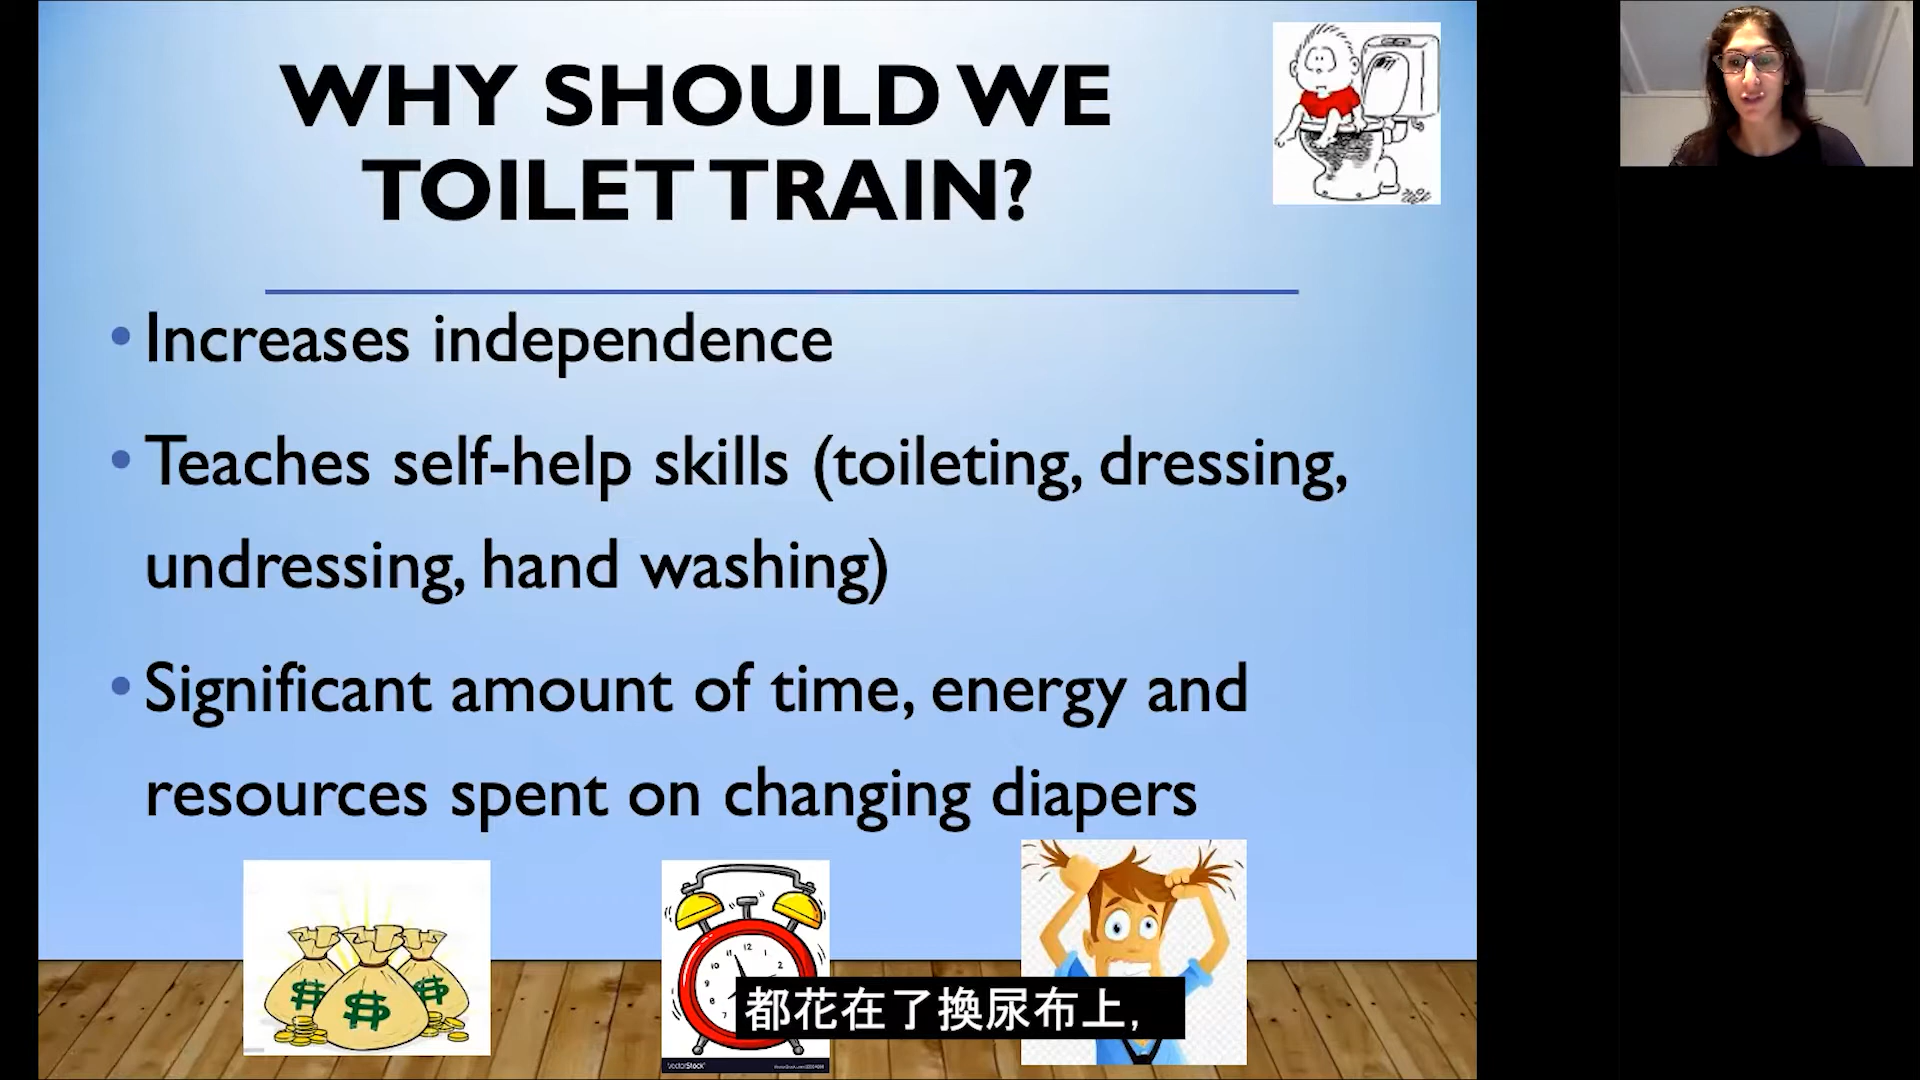 WHY SHOULD WE
TOILET TRAIN?
• Increases independence
• Teaches self-help skills (toileting, dressing,
undressing, hand washing)
• Significant amount of time, energy and
resources spent on changing diapers
都花在了換尿布上,
VectorStock